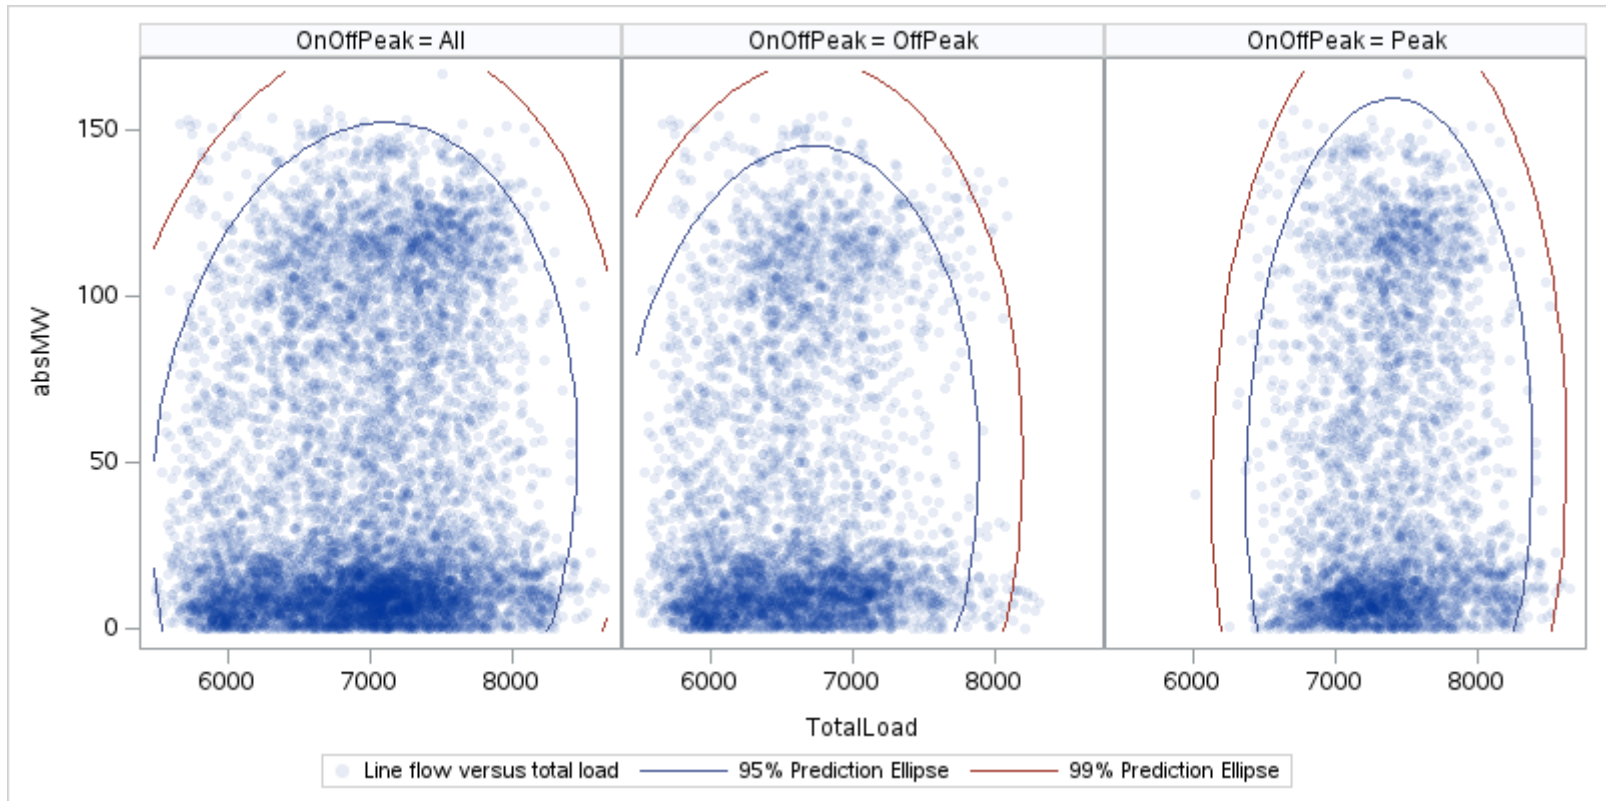 OnOffPeak = All
OnOffPeak = OffPeak
OnOffPeak = Peak
150
100
50
0
absMW
6000 7000 8000
6000 7000 8000
6000 7000 8000
TotalLoad
Line flow versus total load
95% Prediction Ellipse
99% Prediction Ellipse